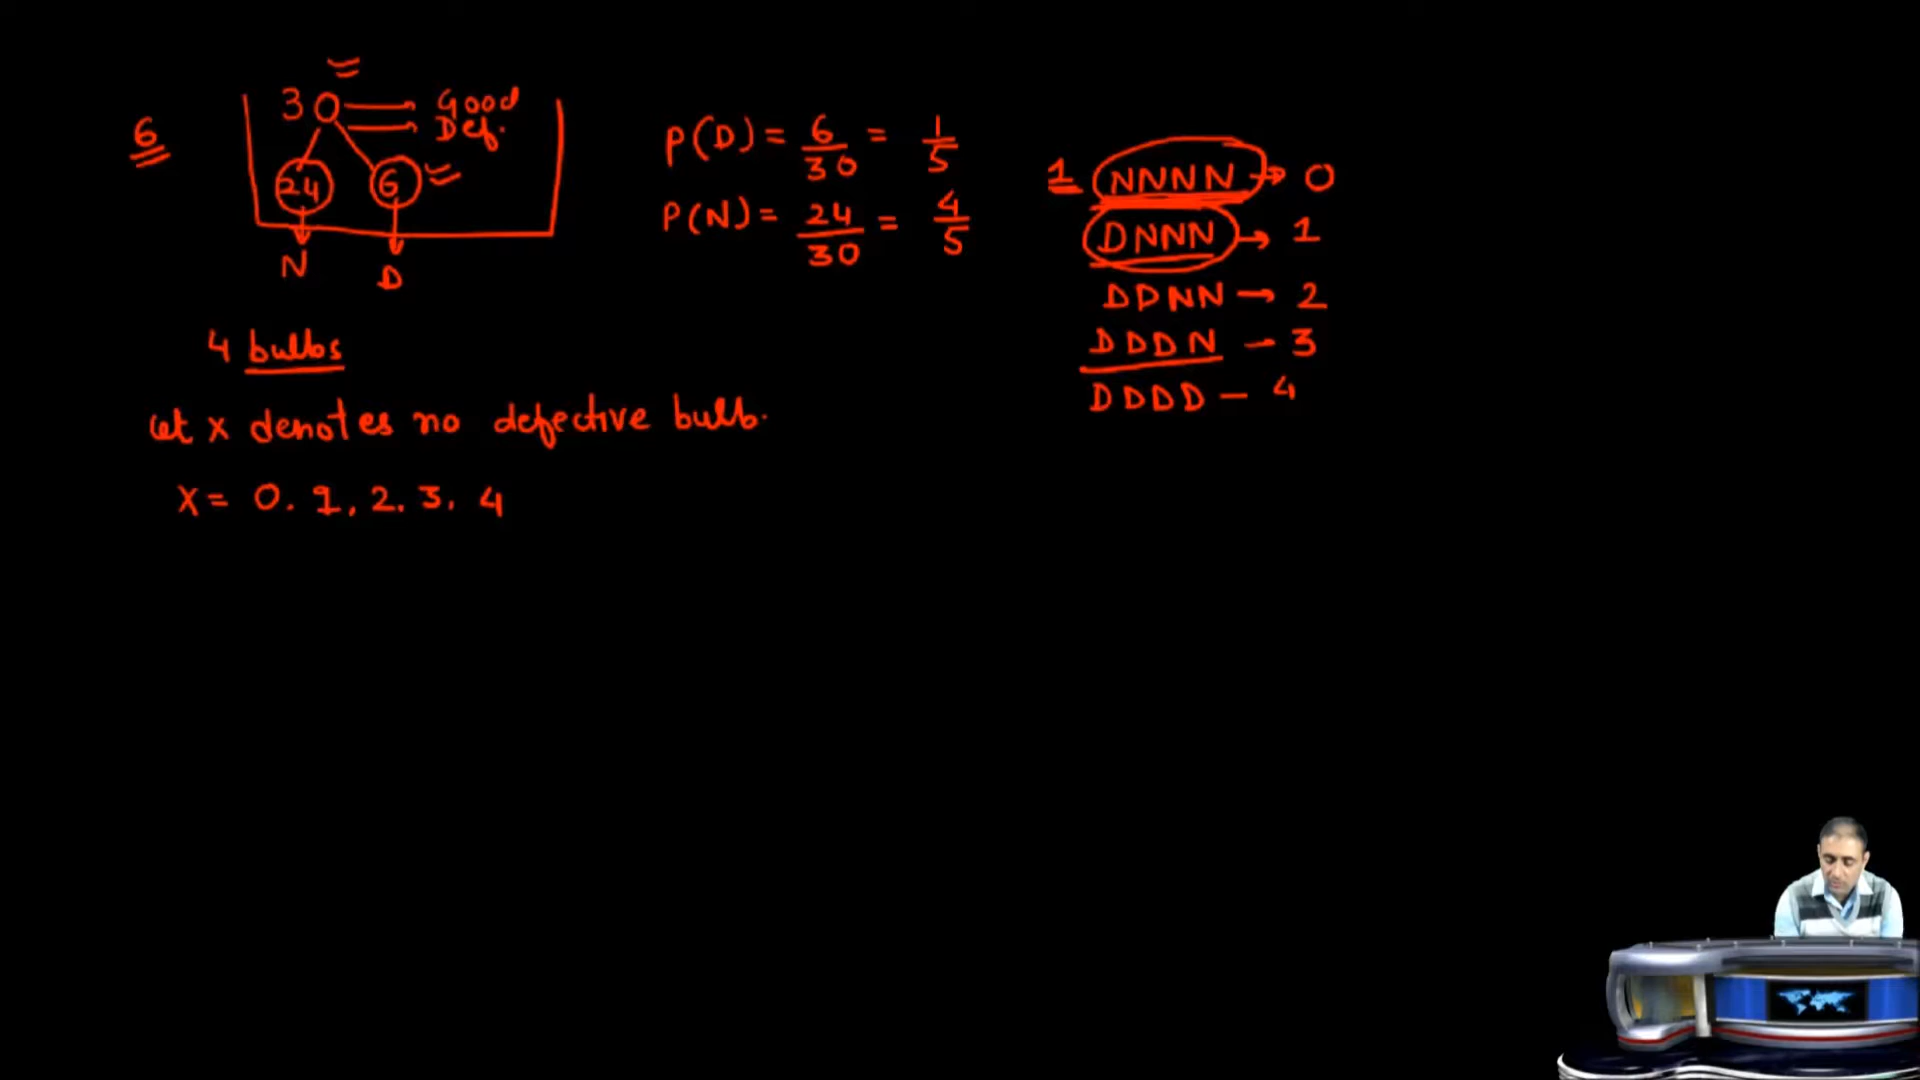 6
30 → Good
→ Def.
24 6
N D
P(D) = 6/30 = 1/5
P(N) = 24/30 = 4/5
1 NNNN → 0
DNNN → 1
DDNN → 2
DDDN - 3
DDDD - 4
4 bulbs
Let x denotes no defective bulb.
X = 0. 1, 2. 3. 4